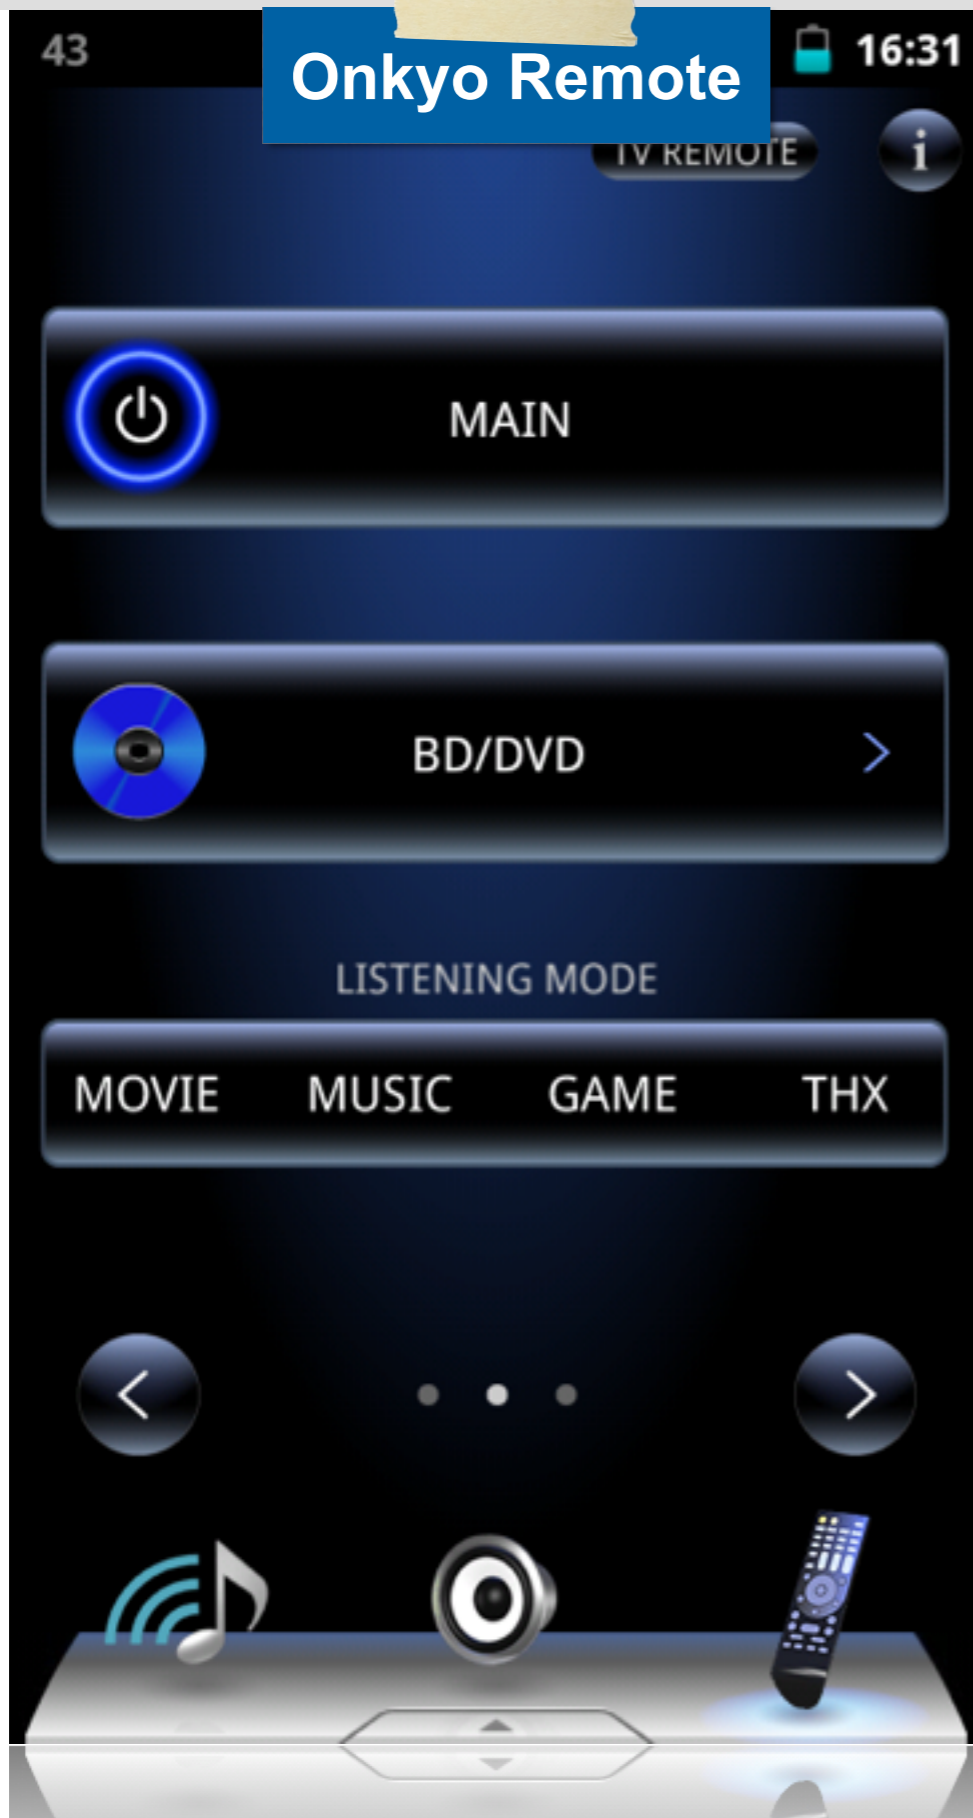 43
Onkyo Remote
16:31
TV REMOTE
i
MAIN
BD/DVD
LISTENING MODE
MOVIE MUSIC GAME THX